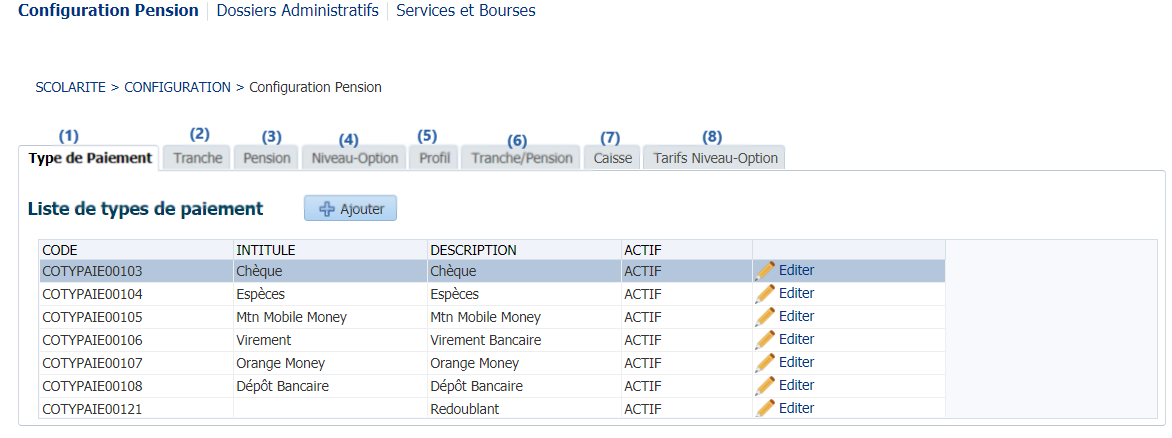 Configuration Pension Dossiers Administratifs Services et Bourses
SCOLARITE > CONFIGURATION > Configuration Pension
(1) (2) (3) (4) (5) (6) (7) (8)
Type de Paiement Tranche Pension Niveau-Option Profil Tranche/Pension Caisse Tarifs Niveau-Option
Liste de types de paiement Ajouter
CODE INTITULE DESCRIPTION ACTIF
COTYPAIE00103 Chèque Chèque ACTIF Editer
COTYPAIE00104 Espèces Espèces ACTIF Editer
COTYPAIE00105 Mtn Mobile Money Mtn Mobile Money ACTIF Editer
COTYPAIE00106 Virement Virement Bancaire ACTIF Editer
COTYPAIE00107 Orange Money Orange Money ACTIF Editer
COTYPAIE00108 Dépôt Bancaire Dépôt Bancaire ACTIF Editer
COTYPAIE00121 Redoublant ACTIF Editer